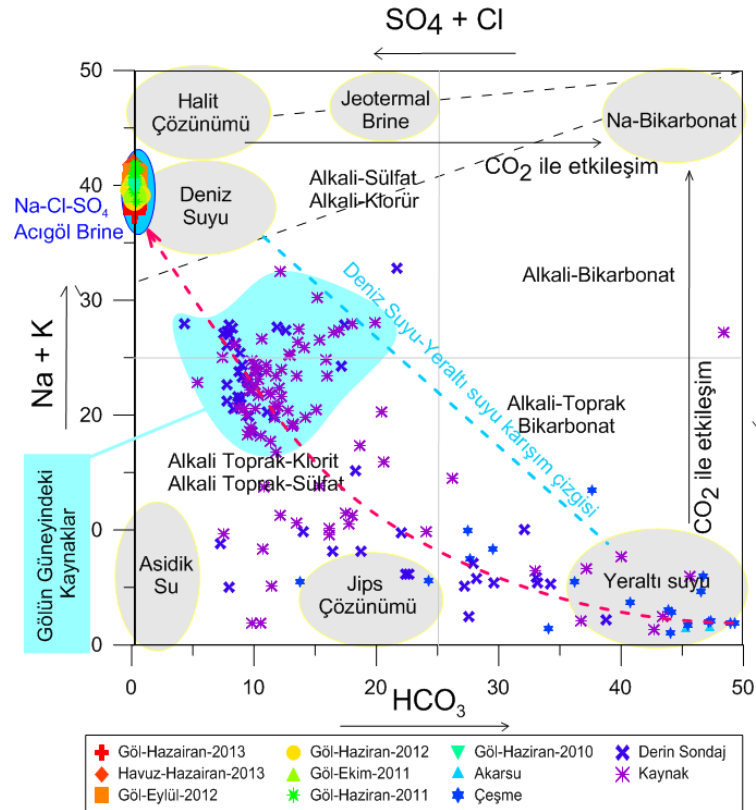 SO4 + Cl
50
Halit
Çözünümü
Jeotermal
Brine
Na-Bikarbonat
CO2 ile etkileşim
40
Na-Cl-SO4
Acıgöl Brine
Deniz
Suyu
Alkali-Sülfat
Alkali-Klorür
Alkali-Bikarbonat
Deniz Suyu-Yeraltı suyu karışım çizgisi
30
Na + K
20
Alkali-Toprak
Bikarbonat
CO2 ile etkileşim
Alkali Toprak-Klorit
Alkali Toprak-Sülfat
Gölün Güneyindeki
Kaynaklar
0
Asidik
Su
Jips
Çözünümü
Yeraltı suyu
0
0
10
20
30
40
50
HCO3
Göl-Hazairan-2013
Göl-Haziran-2012
Göl-Haziran-2010
Derin Sondaj
Havuz-Hazairan-2013
Göl-Ekim-2011
Akarsu
Kaynak
Göl-Eylül-2012
Göl-Haziran-2011
Çeşme